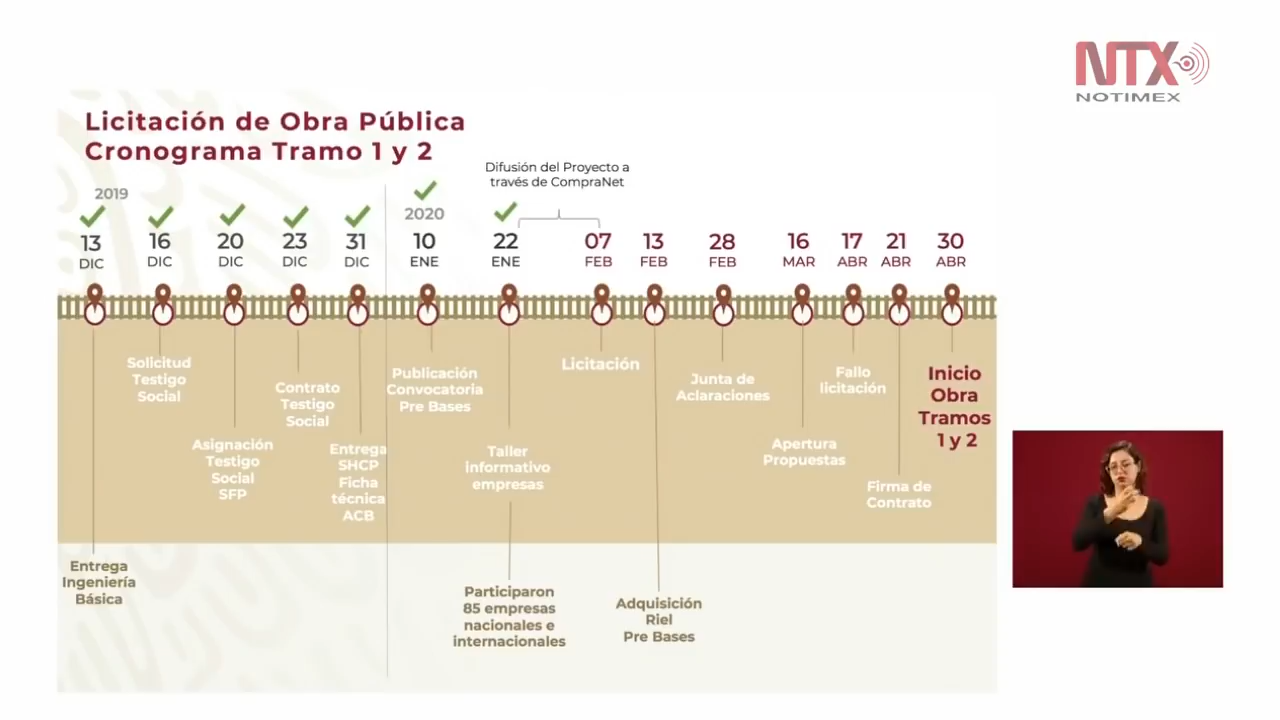 NTX
NOTIMEX
Licitación de Obra Pública
Cronograma Tramo 1 y 2
Difusión del Proyecto a
través de CompraNet
2019
2020
13
DIC
16
DIC
20
DIC
23
DIC
31
DIC
10
ENE
22
ENE
07
FEB
13
FEB
28
FEB
16
MAR
17
ABR
21
ABR
30
ABR
Entrega
Ingeniería
Básica
Solicitud
Testigo
Social
Asignación
Testigo
Social
SFP
Contrato
Testigo
Social
Entrega
SHCP
Ficha
técnica
ACB
Publicación
Convocatoria
Pre Bases
Taller
informativo
empresas
Participaron
85 empresas
nacionales e
internacionales
Licitación
Adquisición
Riel
Pre Bases
Junta de
Aclaraciones
Apertura
Propuestas
Fallo
licitación
Firma de
Contrato
Inicio
Obra
Tramos
1 y 2